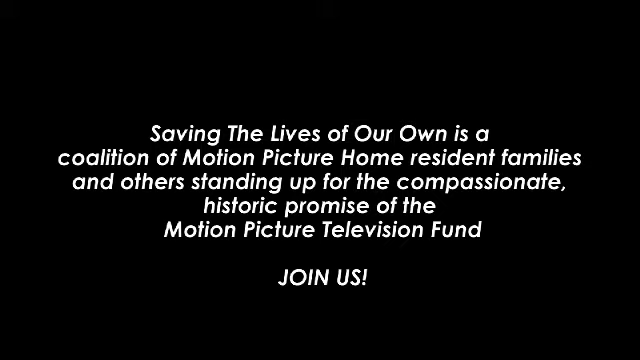 Saving The Lives of Our Own is a
coalition of Motion Picture Home resident families
and others standing up for the compassionate,
historic promise of the
Motion Picture Television Fund
JOIN US!